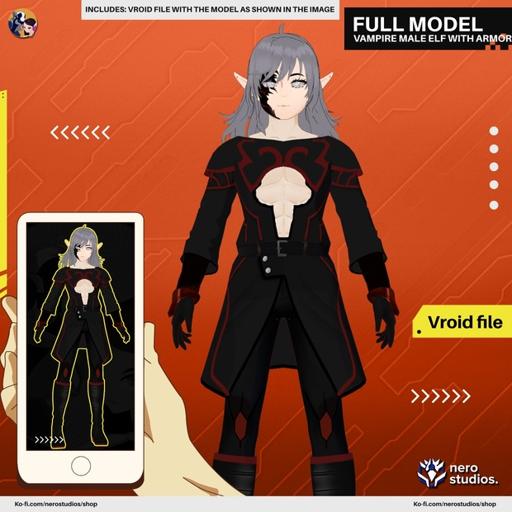 INCLUDES: VROID FILE WITH THE MODEL AS SHOWN IN THE IMAGE
FULL MODEL
VAMPIRE MALE ELF WITH ARMOR
Vroid file
nero
studios.
Ko-fi.com/nerostudios/shop
Ko-fi.com/nerostudios/shop